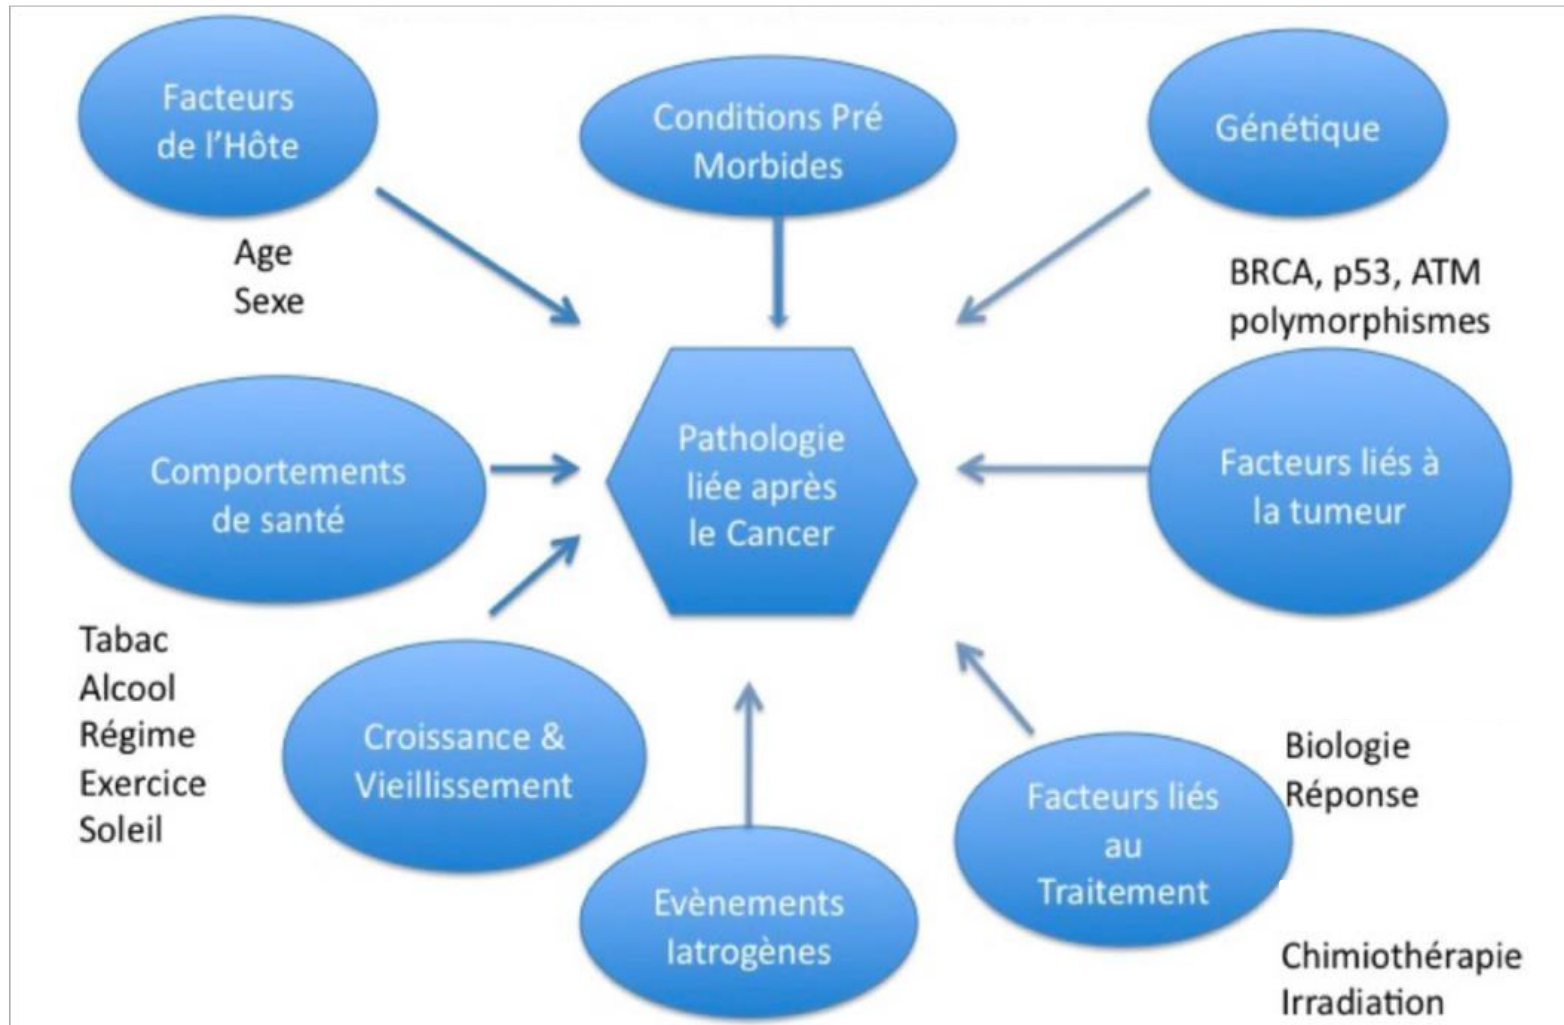 Facteurs
de l'Hôte
Age
Sexe
Conditions Pré
Morbides
Génétique
BRCA, p53, ATM
polymorphismes
Comportements
de santé
Tabac
Alcool
Régime
Exercice
Soleil
Pathologie
liée après
le Cancer
Facteurs liés à
la tumeur
Biologie
Réponse
Croissance &
Vieillissement
Evènements
Iatrogènes
Facteurs liés
au
Traitement
Chimiothérapie
Irradiation